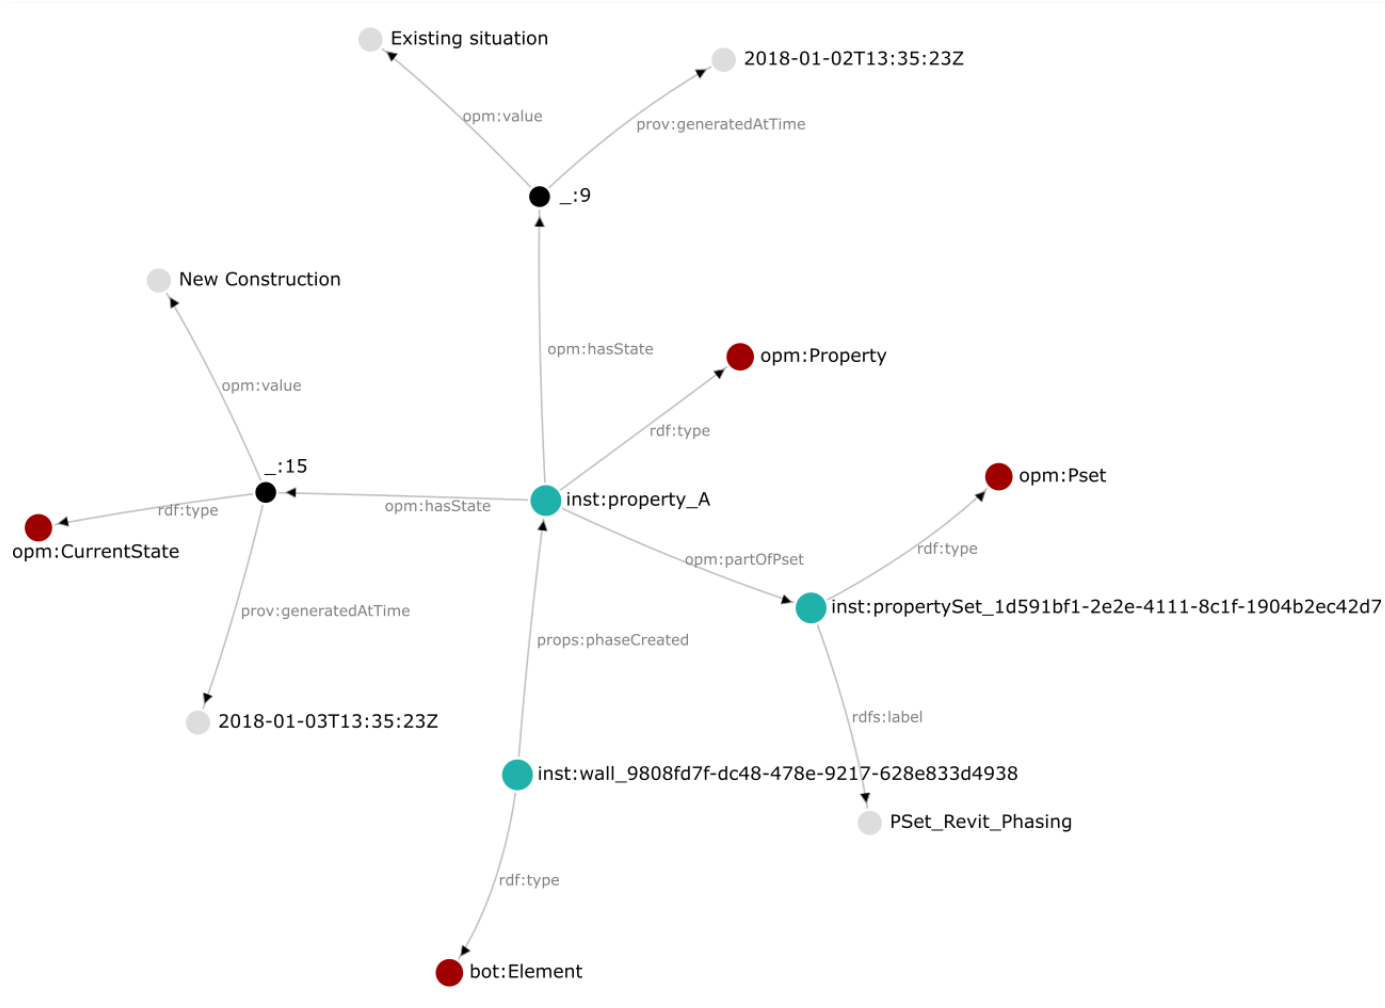 Existing situation
2018-01-02T13:35:23Z
opm:value
prov:generatedAtTime
_:9
New Construction
opm:hasState
opm:Property
opm:value
rdf:type
_:15
opm:Pset
inst:property_A
opm:hasState
rdf:type
opm:CurrentState
rdf:type
opm:partOfPset
prov:generatedAtTime
inst:propertySet_1d591bf1-2e2e-4111-8c1f-1904b2ec42d7
props:phaseCreated
rdfs:label
2018-01-03T13:35:23Z
inst:wall_9808fd7f-dc48-478e-9217-628e833d4938
PSet_Revit_Phasing
rdf:type
bot:Element